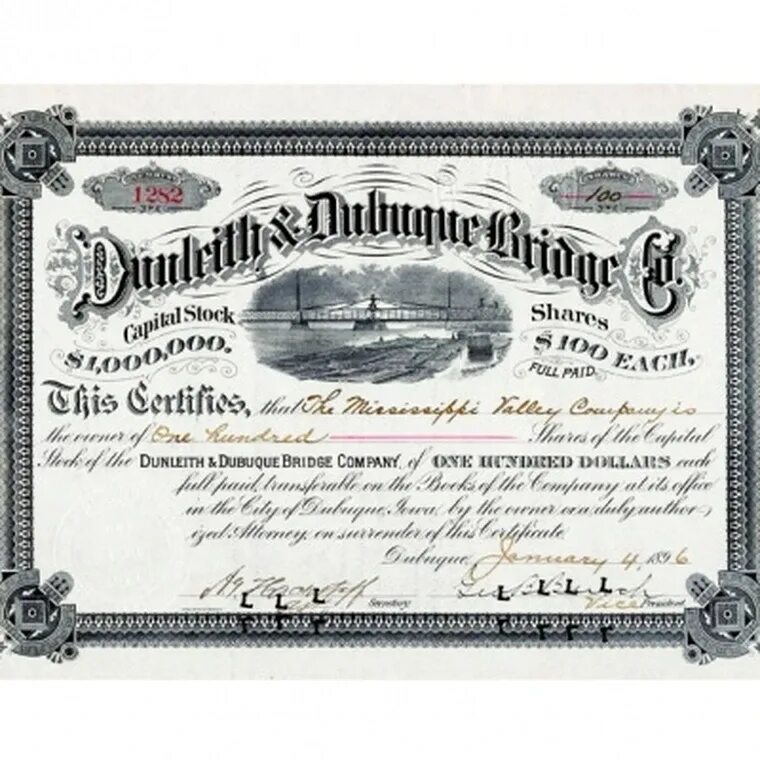 1282 100
Dunleith & Dubuque Bridge Co.
Capital Stock Shares
$1,000,000. $100 EACH,
FULL PAID.
This Certifies, that The Mississippi Valley Company is
the owner of One hundred Shares of the Capital
Stock of the DUNLEITH & DUBUQUE BRIDGE COMPANY, of ONE HUNDRED DOLLARS each
full paid, transferable on the Books of the Company at its office
in the City of Dubuque, Iowa, by the owner or a duly author-
ized Attorney, on surrender of this Certificate.
Dubuque, January 4, 1896
Secretary Vice President